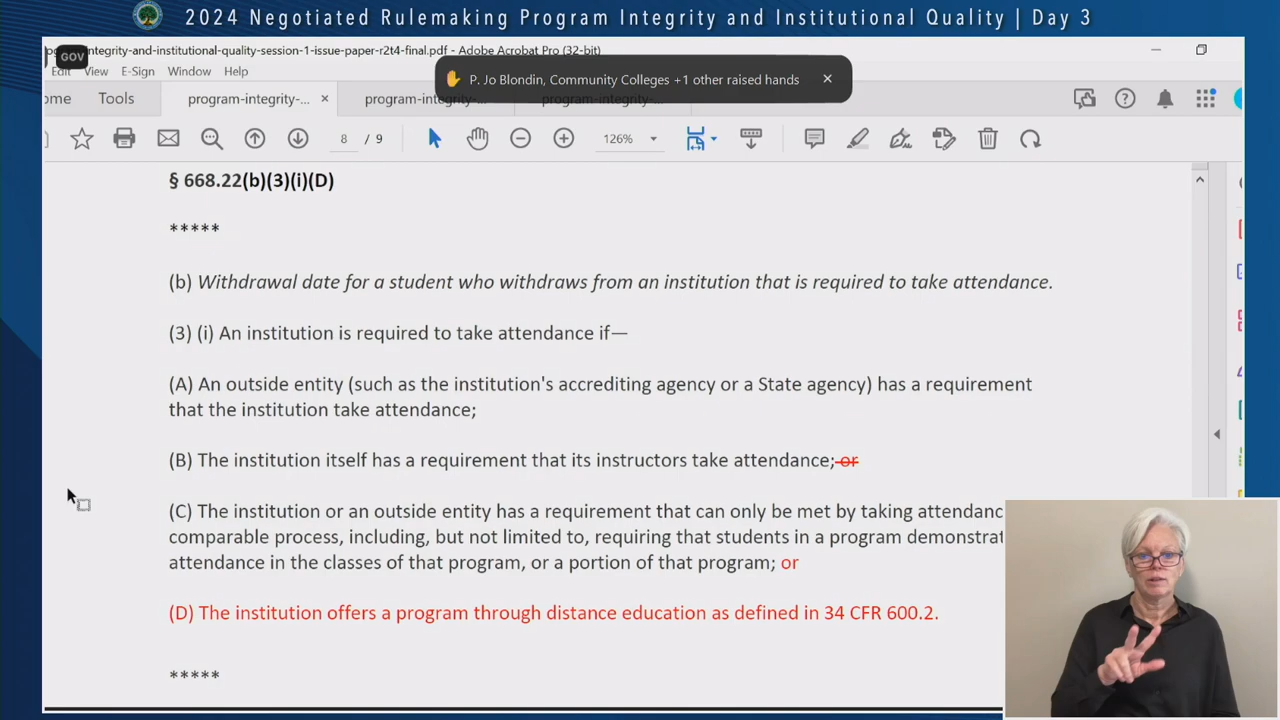 2024 Negotiated Rulemaking Program Integrity and Institutional Quality | Day 3
GOV
integrity-and-institutional-quality-session-1-issue-paper-r2t4-final.pdf - Adobe Acrobat Pro (32-bit)
Edit View E-Sign Window Help
P. Jo Blondin, Community Colleges +1 other raised hands ×
ome Tools program-integrity-... × program-integrity-... program-integrity-...
8 / 9 126%
§ 668.22(b)(3)(i)(D)
*****
(b) Withdrawal date for a student who withdraws from an institution that is required to take attendance.
(3) (i) An institution is required to take attendance if—
(A) An outside entity (such as the institution's accrediting agency or a State agency) has a requirement
that the institution take attendance;
(B) The institution itself has a requirement that its instructors take attendance; or
(C) The institution or an outside entity has a requirement that can only be met by taking attendanc
comparable process, including, but not limited to, requiring that students in a program demonstrat
attendance in the classes of that program, or a portion of that program; or
(D) The institution offers a program through distance education as defined in 34 CFR 600.2.
*****